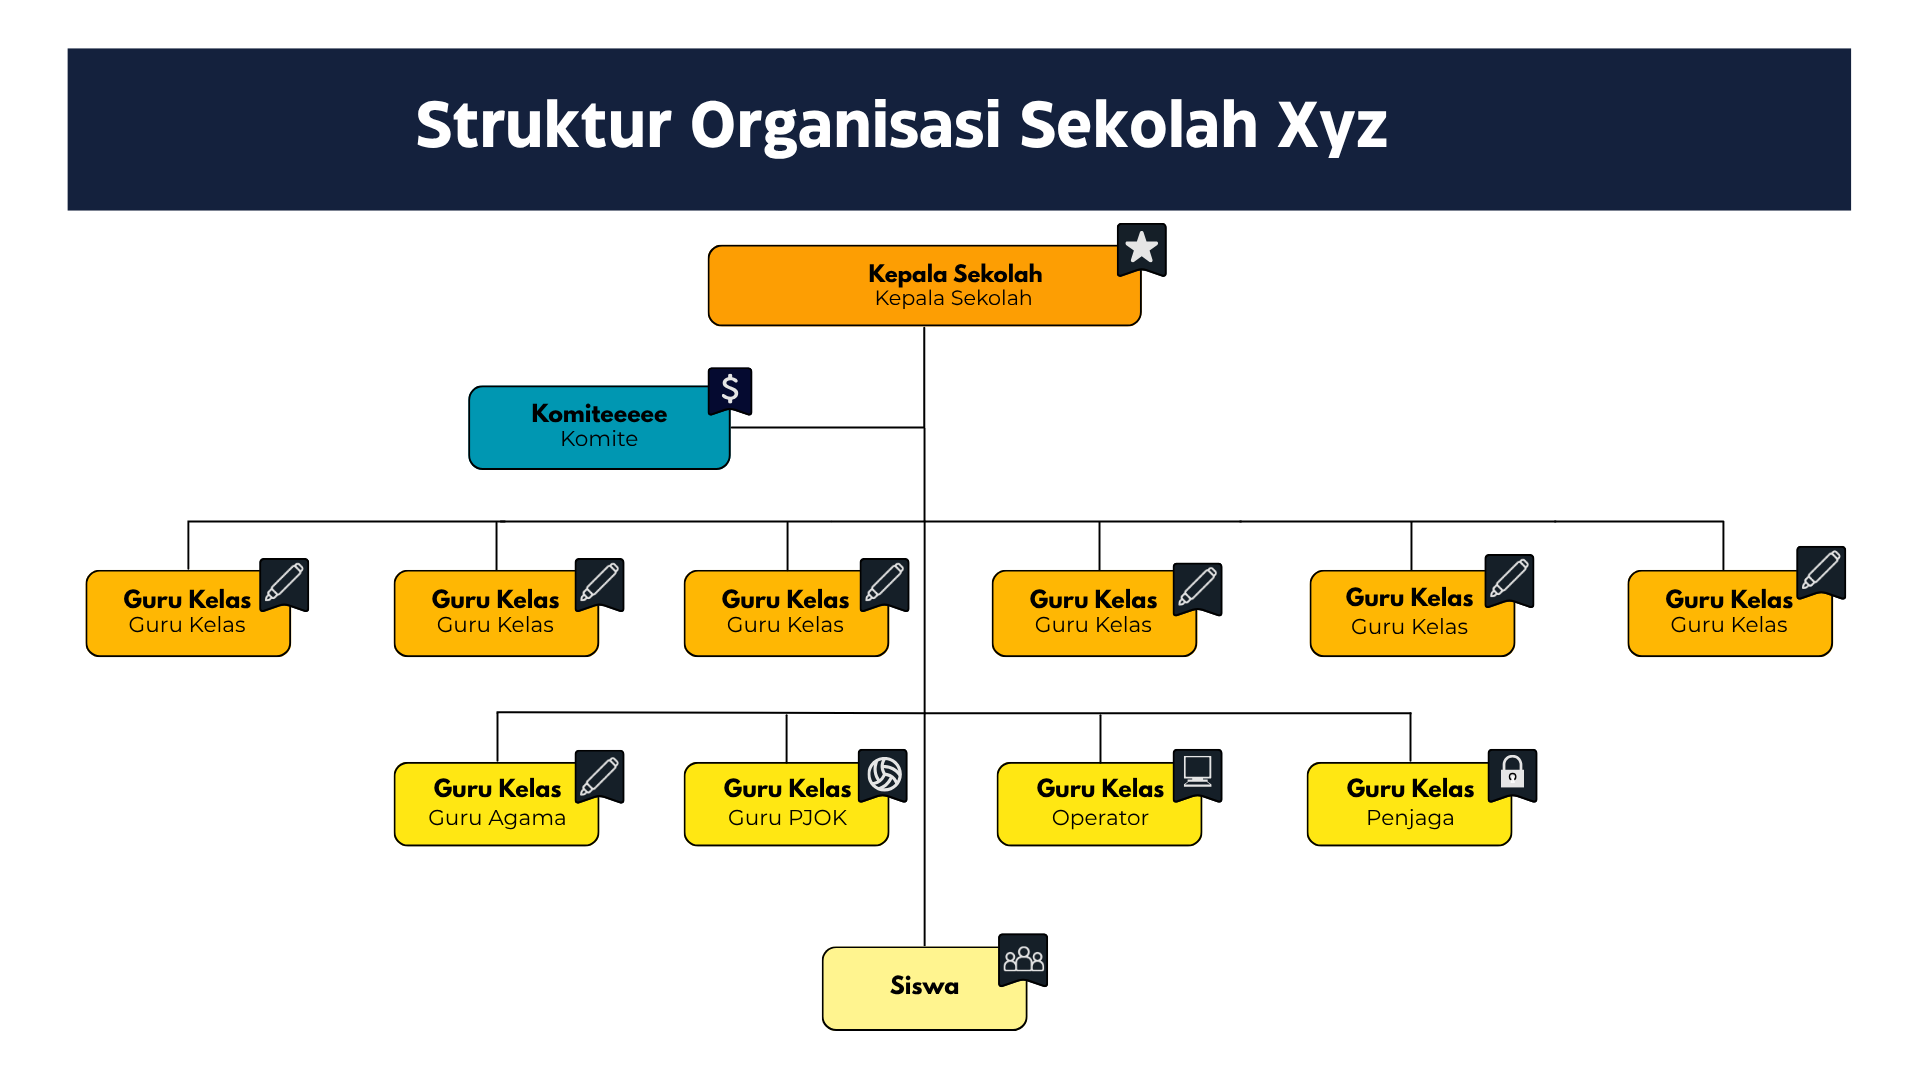 Struktur Organisasi Sekolah Xyz
Kepala Sekolah
Kepala Sekolah
$
Komiteeeee
Komite
Guru Kelas
Guru Kelas
Guru Kelas
Guru Kelas
Guru Kelas
Guru Kelas
Guru Kelas
Guru Kelas
Guru Kelas
Guru Kelas
Guru Kelas
Guru Kelas
Guru Kelas
Guru Agama
Guru Kelas
Guru PJOK
Guru Kelas
Operator
Guru Kelas
Penjaga
Siswa